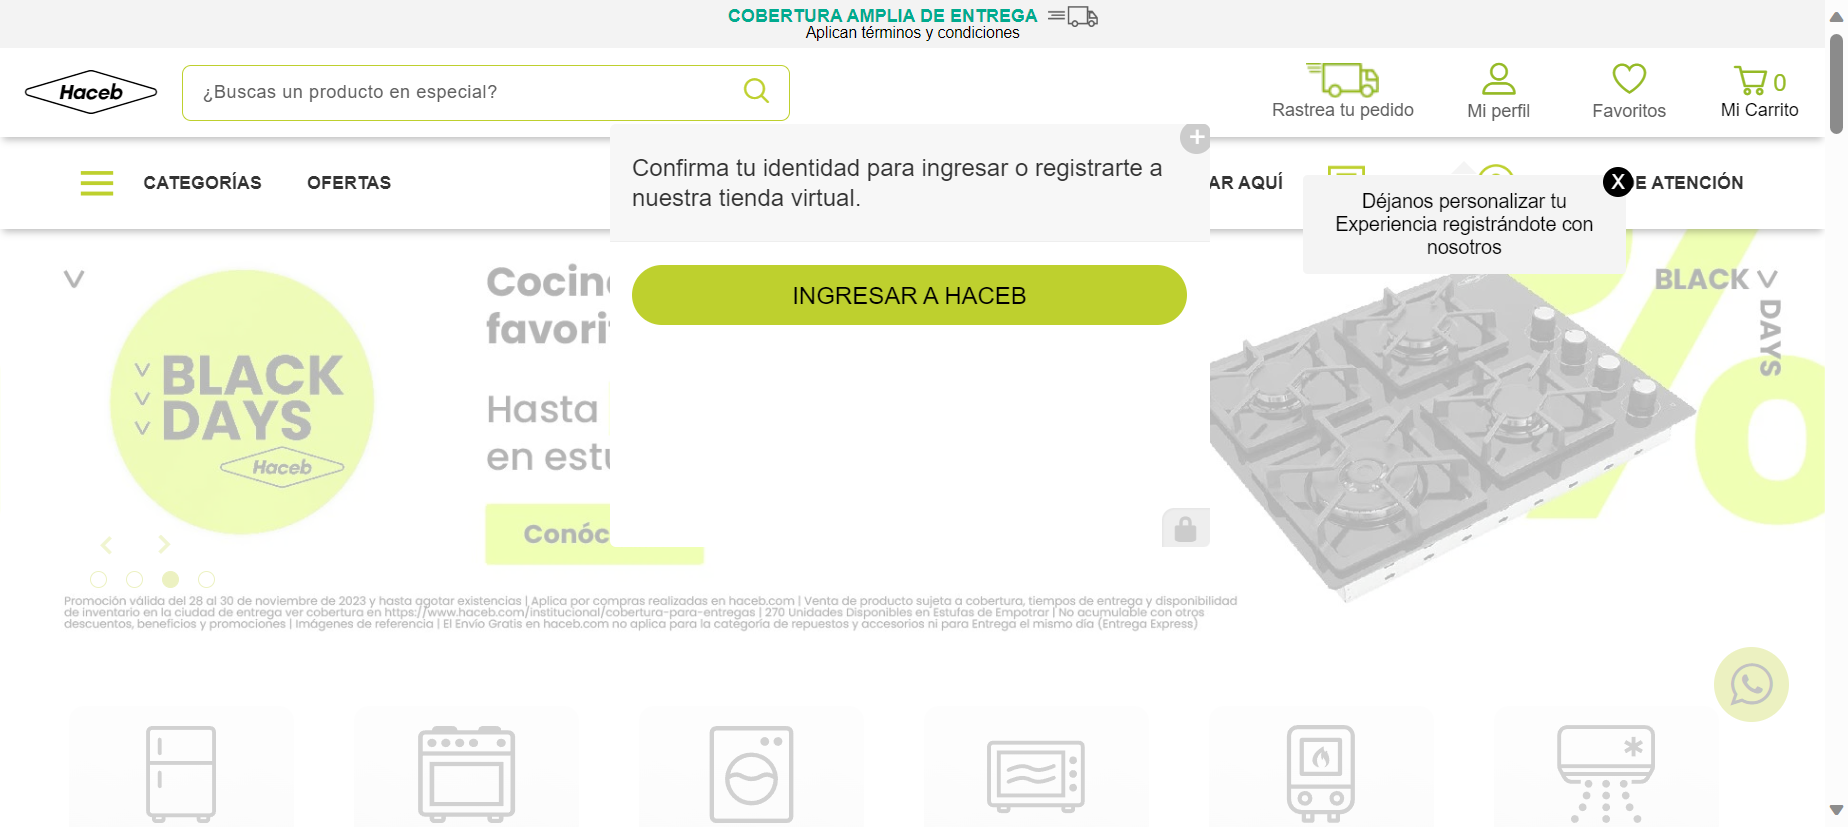 COBERTURA AMPLIA DE ENTREGA
Aplican términos y condiciones
Haceb
¿Buscas un producto en especial?
Rastrea tu pedido
Mi perfil
Favoritos
0
Mi Carrito
CATEGORÍAS
OFERTAS
AR AQUÍ
E ATENCIÓN
Confirma tu identidad para ingresar o registrarte a
nuestra tienda virtual.
INGRESAR A HACEB
X
Déjanos personalizar tu
Experiencia registrándote con
nosotros
BLACK
DAYS
Haceb
Cocin
favori
Hasta
en estu
Conóc
%
BLACK
DAYS
Promoción válida del 28 al 30 de noviembre de 2023 y hasta agotar existencias | Aplica por compras realizadas en haceb.com | Venta de producto sujeta a cobertura, tiempos de entrega y disponibilidad
de inventario en la ciudad de entrega ver cobertura en https://www.haceb.com/institucional/cobertura-para-entregas | 270 Unidades Disponibles en Estufas de Empotrar | No acumulable con otros
descuentos, beneficios y promociones | Imágenes de referencia | El Envío Gratis en haceb.com no aplica para la categoría de repuestos y accesorios ni para Entrega el mismo día (Entrega Express)